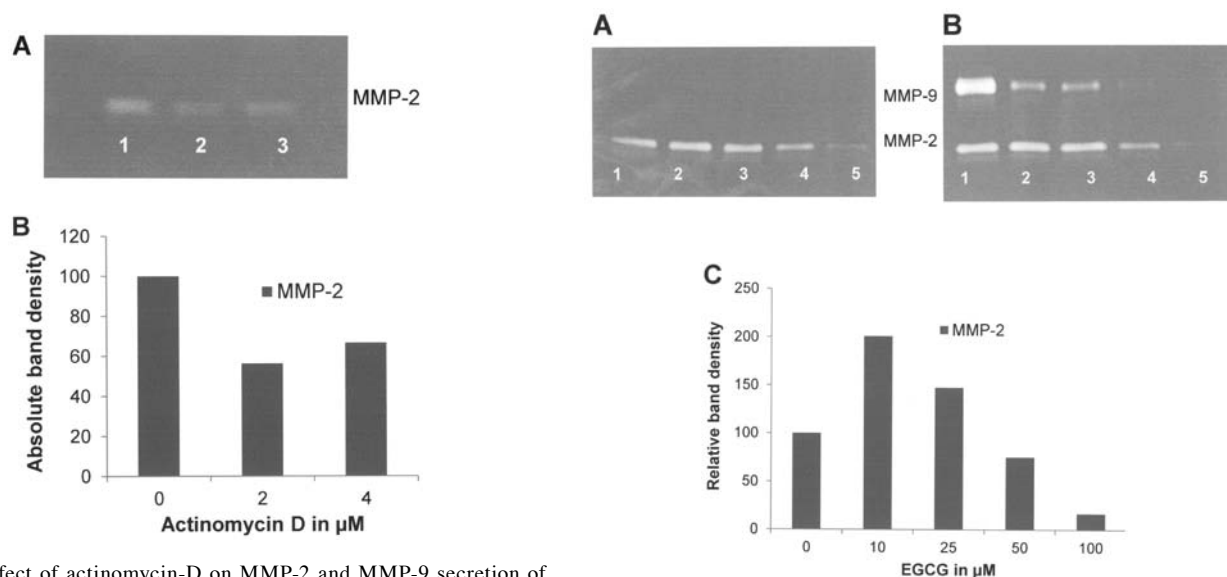 A
MMP-2
1 2 3
B
120
100
80
60
40
20
0
MMP-2
Absolute band density
0 2 4
Actinomycin D in µM
fect of actinomycin-D on MMP-2 and MMP-9 secretion of
A
B
MMP-9
MMP-2
1 2 3 4 5
1 2 3 4 5
C
250
200
150
100
50
0
MMP-2
Relative band density
0 10 25 50 100
EGCG in µM